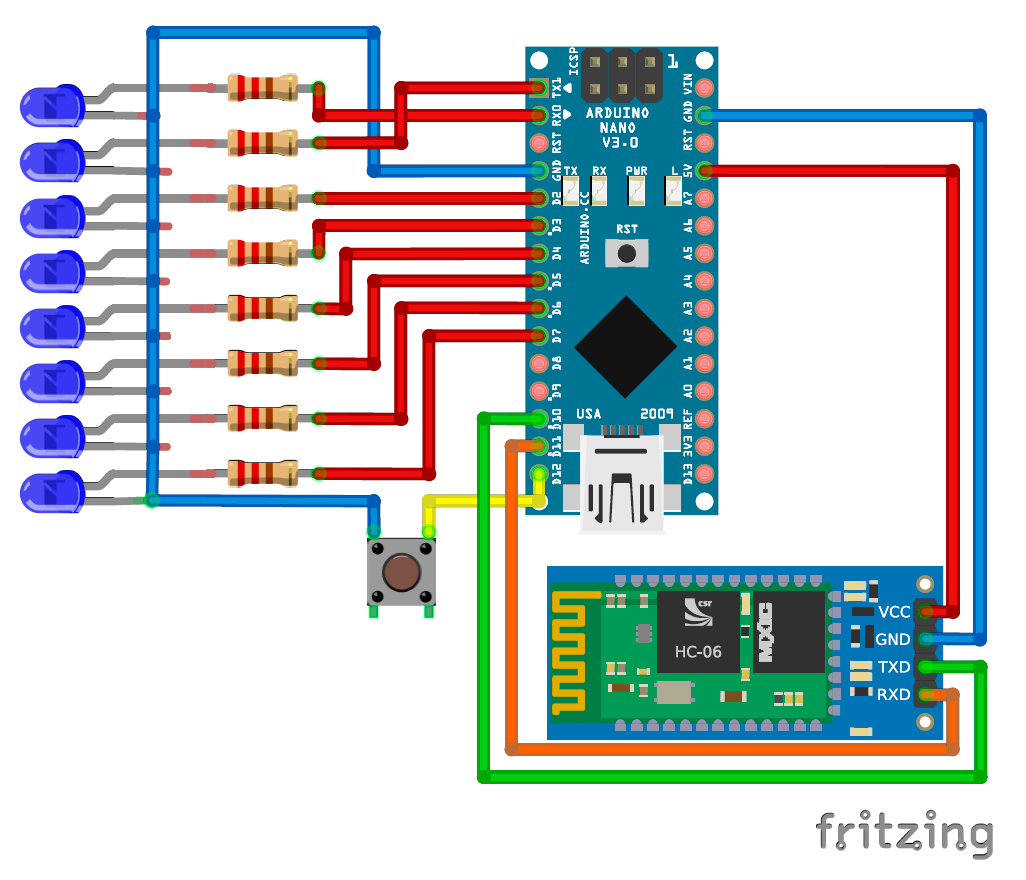 ICSP
1
TX1
RX0
RST
GND
D2
D3
D4
D5
D6
D7
D8
D9
D10
D11
D12
ARDUINO
NANO
V3.0
TX
RX
PWR
L
ARDUINO.CC
RST
USA
2009
VIN
GND
RST
5V
A7
A6
A5
A4
A3
A2
A1
A0
REF
3V3
D13
csr
HC-06
MXIC
VCC
GND
TXD
RXD
fritzing